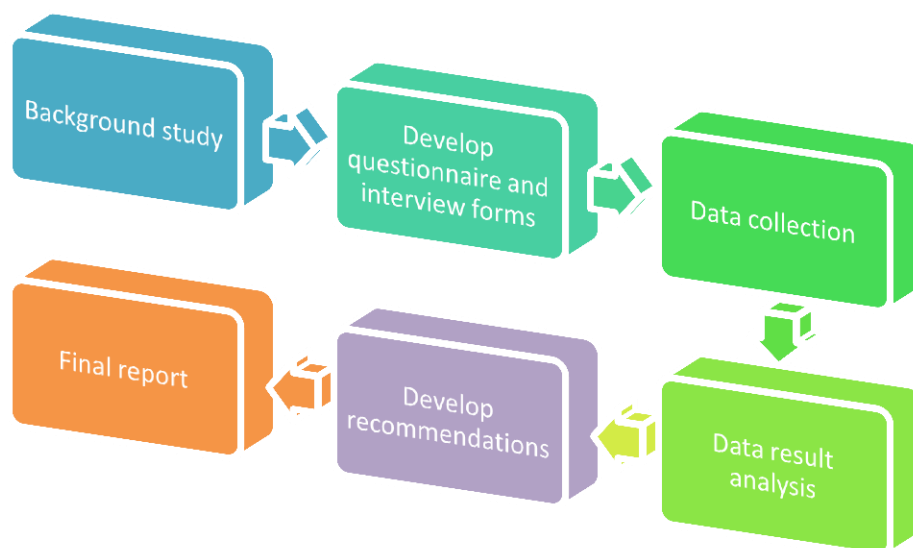 Background study
Develop
questionnaire and
interview forms
Data collection
Data result
analysis
Develop
recommendations
Final report